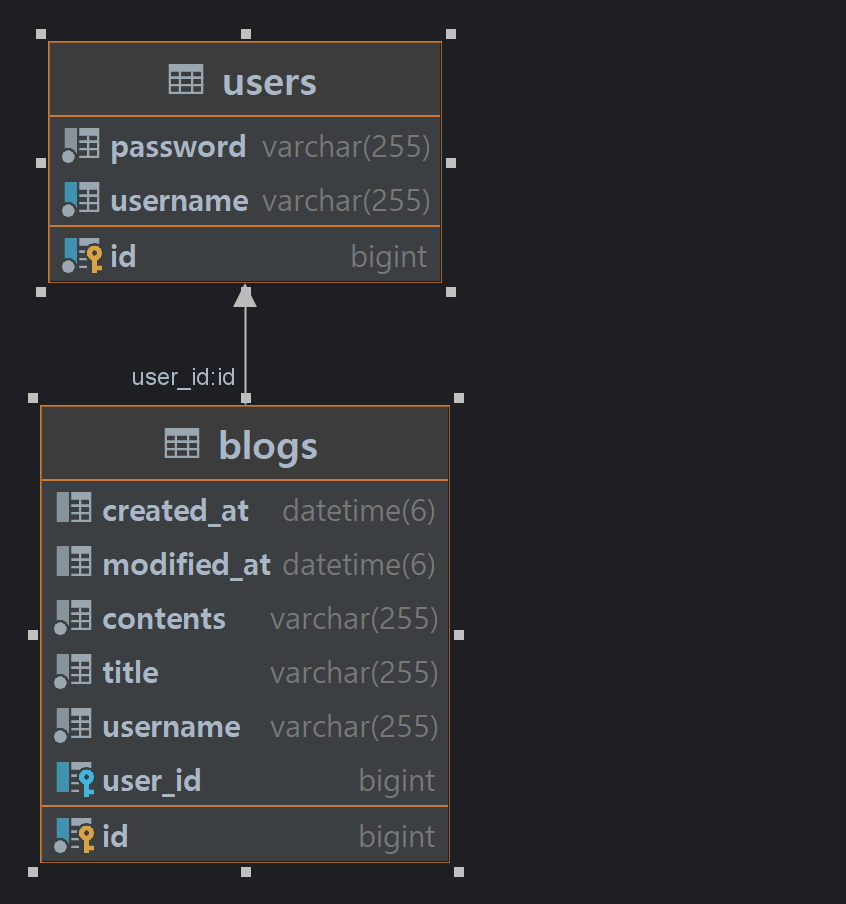 users
password varchar(255)
username varchar(255)
id bigint
user_id:id
blogs
created_at datetime(6)
modified_at datetime(6)
contents varchar(255)
title varchar(255)
username varchar(255)
user_id bigint
id bigint